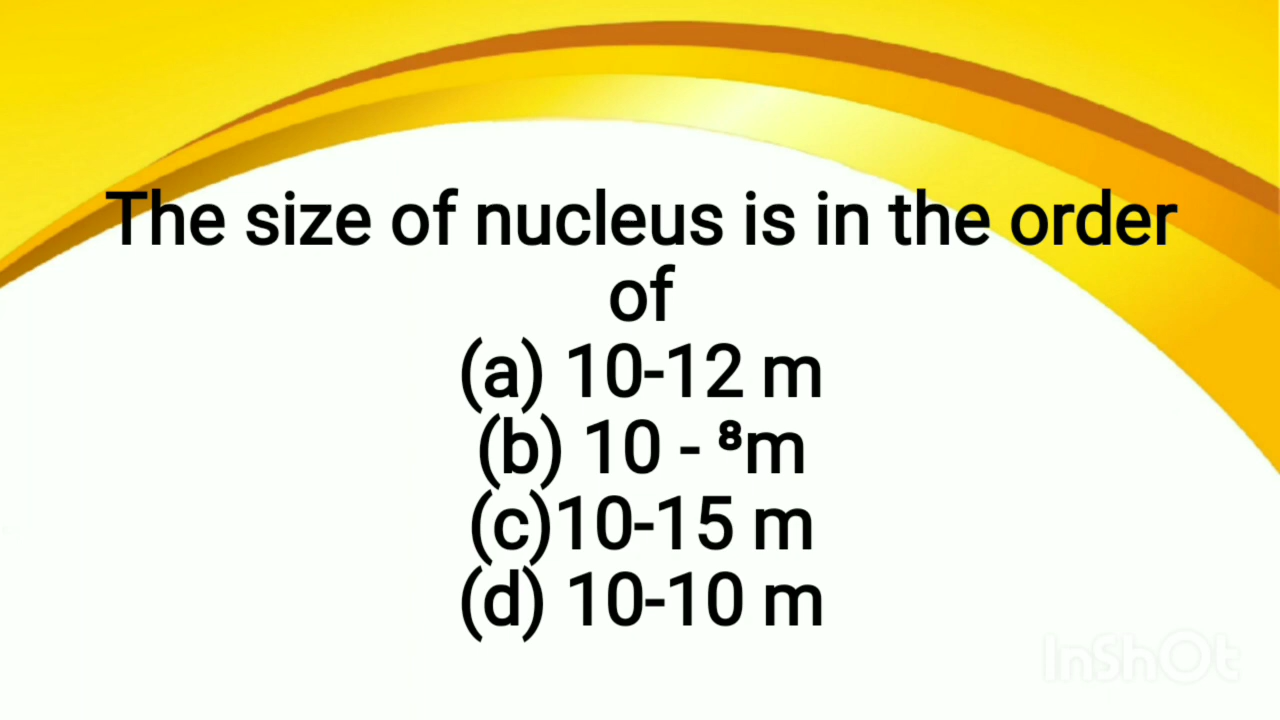 The size of nucleus is in the order
of
(a) 10-12 m
(b) 10 - ⁸m
(c)10-15 m
(d) 10-10 m
InShOt